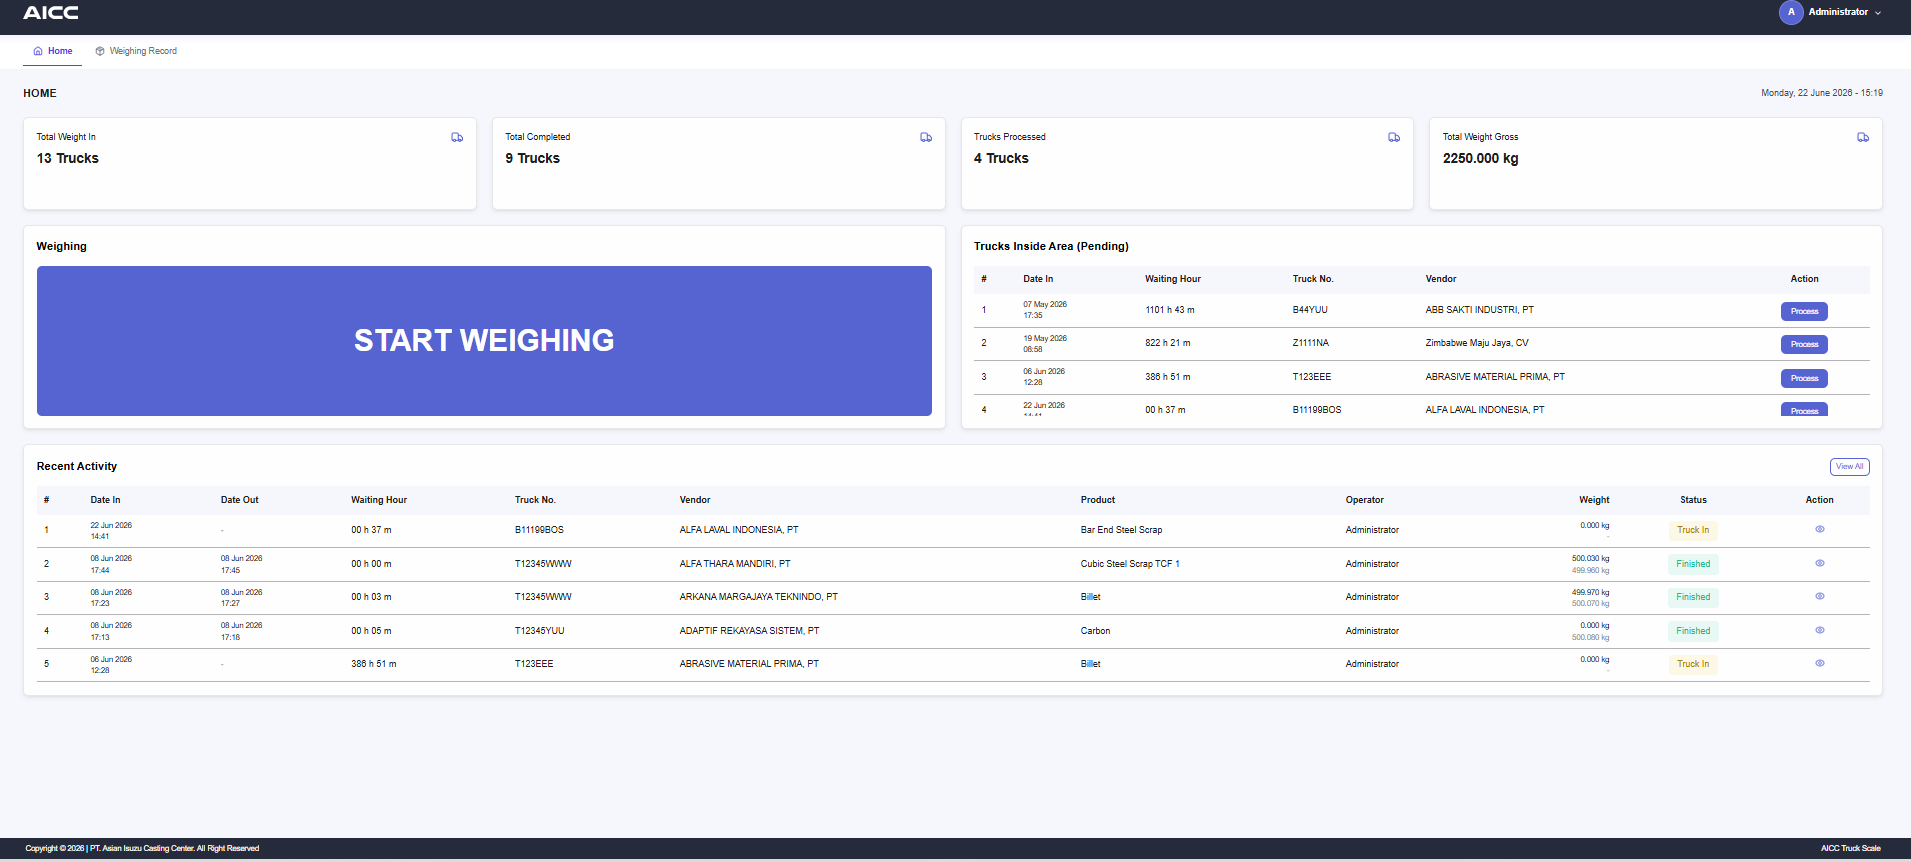 AICC
A Administrator
Home Weighing Record
HOME
Monday, 22 June 2026 - 15:19
Total Weight In
13 Trucks
Total Completed
9 Trucks
Trucks Processed
4 Trucks
Total Weight Gross
2250.000 kg
Weighing
START WEIGHING
Trucks Inside Area (Pending)
# Date In Waiting Hour Truck No. Vendor Action
1 07 May 2026 17:35 1101 h 43 m B44YUU ABB SAKTI INDUSTRI, PT Process
2 19 May 2026 08:58 822 h 21 m Z1111NA Zimbabwe Maju Jaya, CV Process
3 06 Jun 2026 12:28 386 h 51 m T123EEE ABRASIVE MATERIAL PRIMA, PT Process
4 22 Jun 2026 14:41 00 h 37 m B11199BOS ALFA LAVAL INDONESIA, PT Process
Recent Activity
View All
# Date In Date Out Waiting Hour Truck No. Vendor Product Operator Weight Status Action
1 22 Jun 2026 14:41 - 00 h 37 m B11199BOS ALFA LAVAL INDONESIA, PT Bar End Steel Scrap Administrator 0.000 kg - Truck In
2 08 Jun 2026 17:44 08 Jun 2026 17:45 00 h 00 m T12345WWW ALFA THARA MANDIRI, PT Cubic Steel Scrap TCF 1 Administrator 500.030 kg 499.960 kg Finished
3 08 Jun 2026 17:23 08 Jun 2026 17:27 00 h 03 m T12345WWW ARKANA MARGAJAYA TEKNINDO, PT Billet Administrator 499.970 kg 500.070 kg Finished
4 08 Jun 2026 17:13 08 Jun 2026 17:18 00 h 05 m T12345YUU ADAPTIF REKAYASA SISTEM, PT Carbon Administrator 0.000 kg 500.080 kg Finished
5 06 Jun 2026 12:28 - 386 h 51 m T123EEE ABRASIVE MATERIAL PRIMA, PT Billet Administrator 0.000 kg - Truck In
Copyright © 2026 | PT. Asian Isuzu Casting Center. All Right Reserved
AICC Truck Scale